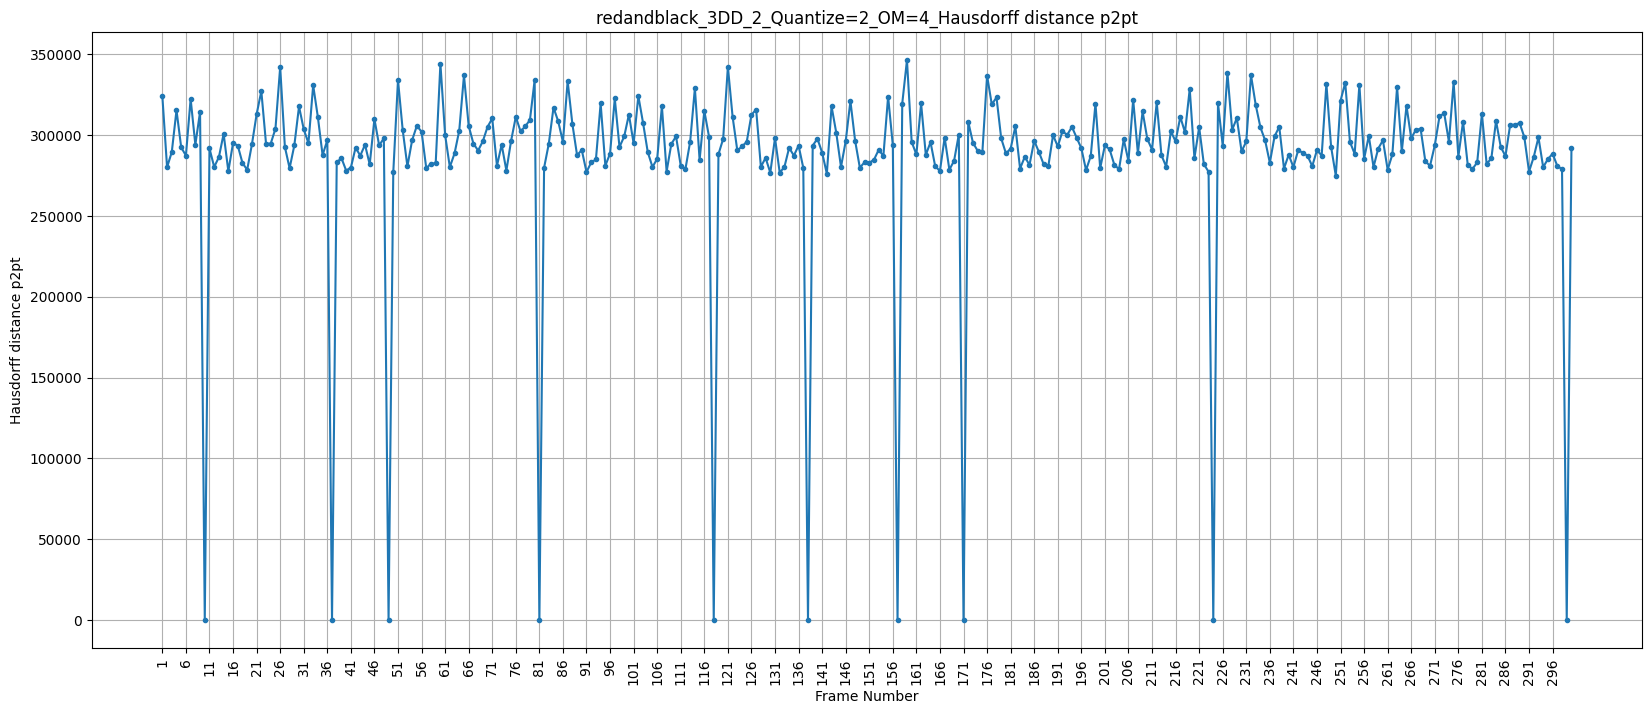 redandblack_3DD_2_Quantize=2_OM=4_Hausdorff distance p2pt
350000
300000
250000
200000
150000
100000
50000
0
Hausdorff distance p2pt
1 6 11 16 21 26 31 36 41 46 51 56 61 66 71 76 81 86 91 96 101 106 111 116 121 126 131 136 141 146 151 156 161 166 171 176 181 186 191 196 201 206 211 216 221 226 231 236 241 246 251 256 261 266 271 276 281 286 291 296
Frame Number